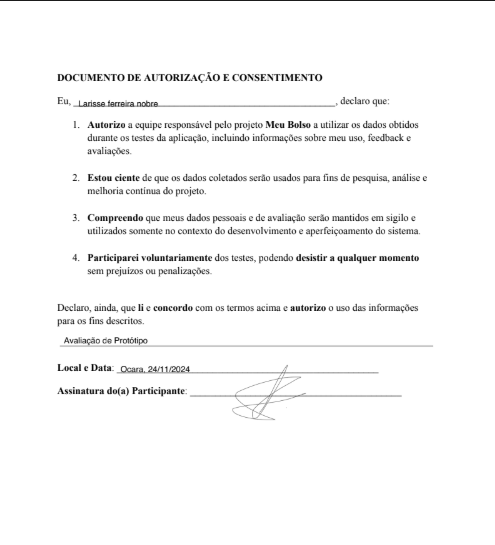 DOCUMENTO DE AUTORIZAÇÃO E CONSENTIMENTO
Eu, Larisse ferreira nobre, declaro que:
1. Autorizo a equipe responsável pelo projeto Meu Bolso a utilizar os dados obtidos
durante os testes da aplicação, incluindo informações sobre meu uso, feedback e
avaliações.
2. Estou ciente de que os dados coletados serão usados para fins de pesquisa, análise e
melhoria contínua do projeto.
3. Compreendo que meus dados pessoais e de avaliação serão mantidos em sigilo e
utilizados somente no contexto do desenvolvimento e aperfeiçoamento do sistema.
4. Participarei voluntariamente dos testes, podendo desistir a qualquer momento
sem prejuízos ou penalizações.
Declaro, ainda, que li e concordo com os termos acima e autorizo o uso das informações
para os fins descritos.
Avaliação de Protótipo
Local e Data: Ocara, 24/11/2024
Assinatura do(a) Participante: